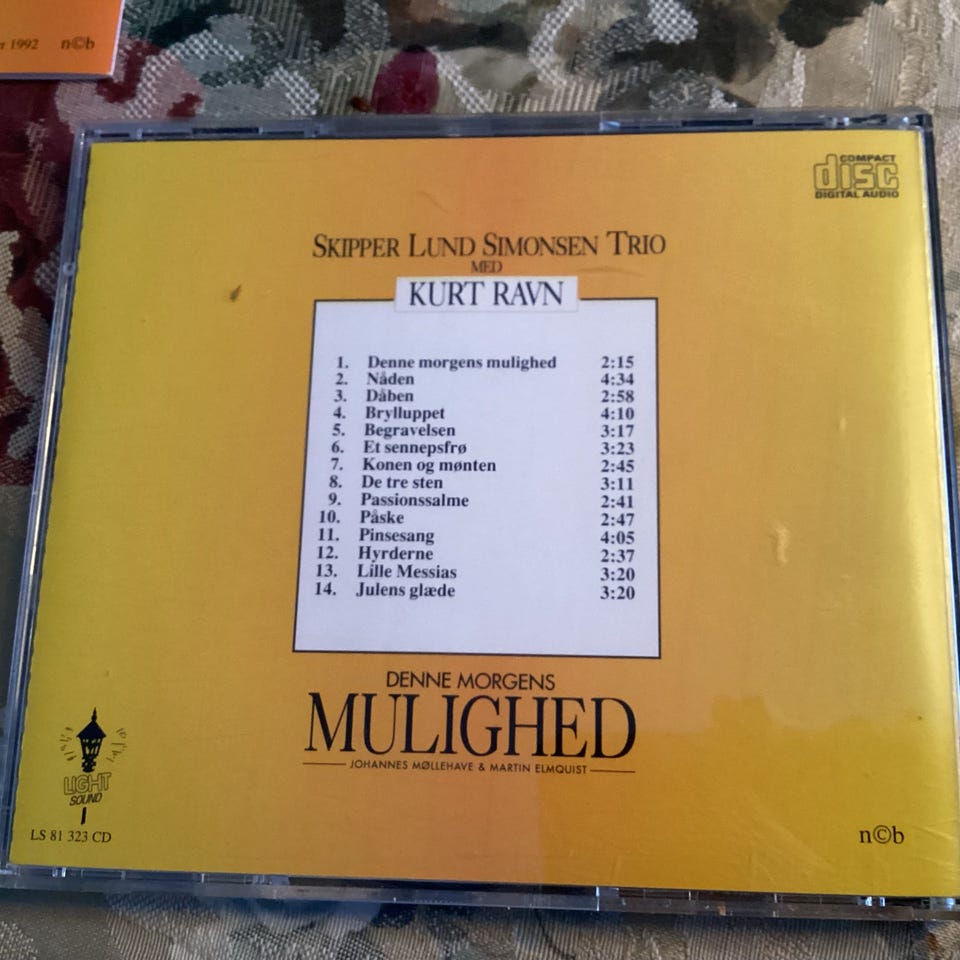 r 1992 n©b
COMPACT
disc
DIGITAL AUDIO
SKIPPER LUND SIMONSEN TRIO
MED
KURT RAVN
1. Denne morgens mulighed 2:15
2. Nåden 4:34
3. Dåben 2:58
4. Brylluppet 4:10
5. Begravelsen 3:17
6. Et sennepsfrø 3:23
7. Konen og mønten 2:45
8. De tre sten 3:11
9. Passionssalme 2:41
10. Påske 2:47
11. Pinsesang 4:05
12. Hyrderne 2:37
13. Lille Messias 3:20
14. Julens glæde 3:20
DENNE MORGENS
MULIGHED
JOHANNES MØLLEHAVE & MARTIN ELMQUIST
LIGHT
SOUND
LS 81 323 CD
n©b